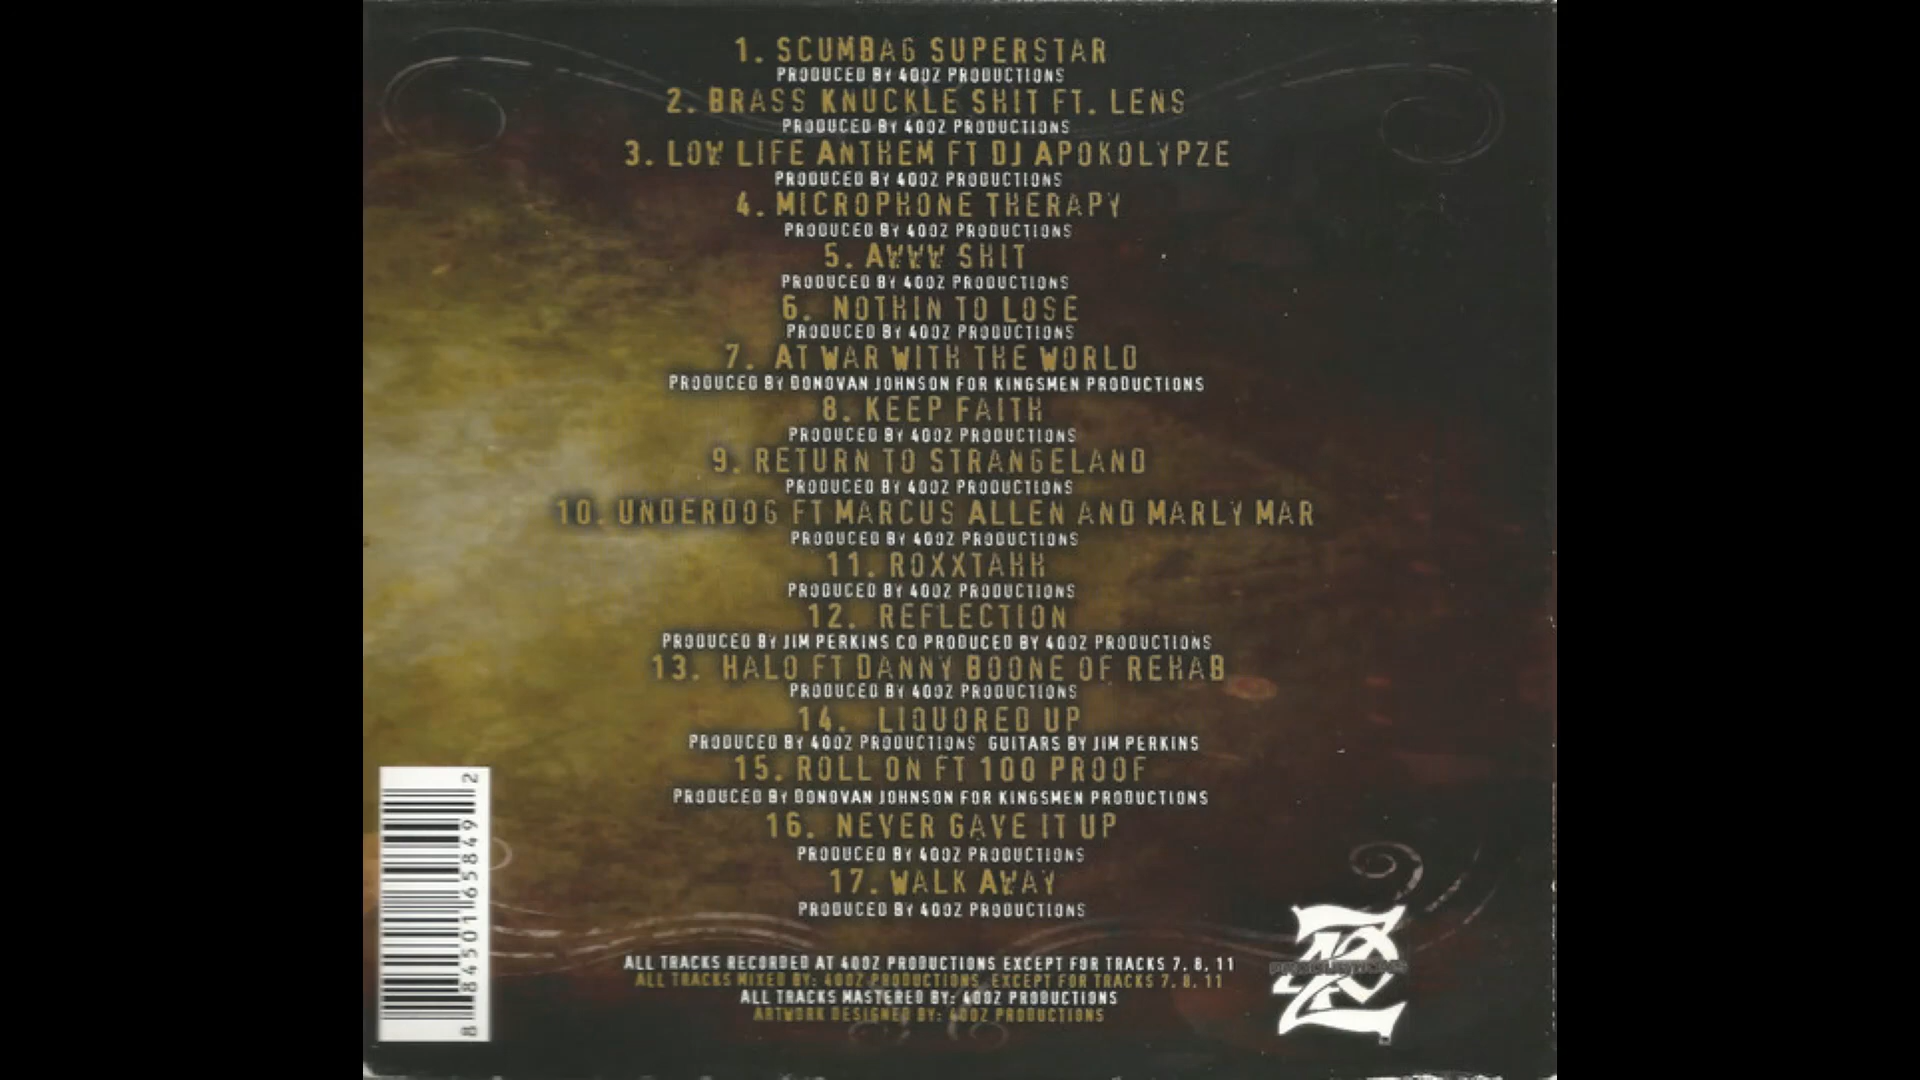 1. SCUMBAG SUPERSTAR
PRODUCED BY 40OZ PRODUCTIONS
2. BRASS KNUCKLE SHIT FT. LENS
PRODUCED BY 40OZ PRODUCTIONS
3. LOW LIFE ANTHEM FT DJ APOKOLYPZE
PRODUCED BY 40OZ PRODUCTIONS
4. MICROPHONE THERAPY
PRODUCED BY 40OZ PRODUCTIONS
5. AWWW SHIT
PRODUCED BY 40OZ PRODUCTIONS
6. NOTHIN TO LOSE
PRODUCED BY 40OZ PRODUCTIONS
7. AT WAR WITH THE WORLD
PRODUCED BY DONOVAN JOHNSON FOR KINGSMEN PRODUCTIONS
8. KEEP FAITH
PRODUCED BY 40OZ PRODUCTIONS
9. RETURN TO STRANGELAND
PRODUCED BY 40OZ PRODUCTIONS
10. UNDERDOG FT MARCUS ALLEN AND MARLY MAR
PRODUCED BY 40OZ PRODUCTIONS
11. ROXXTAHH
PRODUCED BY 40OZ PRODUCTIONS
12. REFLECTION
PRODUCED BY JIM PERKINS CO PRODUCED BY 40OZ PRODUCTIONS
13. HALO FT DANNY BOONE OF REHAB
PRODUCED BY 40OZ PRODUCTIONS
14. LIQUORED UP
PRODUCED BY 40OZ PRODUCTIONS GUITARS BY JIM PERKINS
15. ROLL ON FT 100 PROOF
PRODUCED BY DONOVAN JOHNSON FOR KINGSMEN PRODUCTIONS
16. NEVER GAVE IT UP
PRODUCED BY 40OZ PRODUCTIONS
17. WALK AWAY
PRODUCED BY 40OZ PRODUCTIONS
ALL TRACKS RECORDED AT 40OZ PRODUCTIONS EXCEPT FOR TRACKS 7, 8, 11
ALL TRACKS MIXED BY: 40OZ PRODUCTIONS EXCEPT FOR TRACKS 7, 8, 11
ALL TRACKS MASTERED BY: 40OZ PRODUCTIONS
ARTWORK DESIGNED BY: 40OZ PRODUCTIONS
8 84501 65849 2